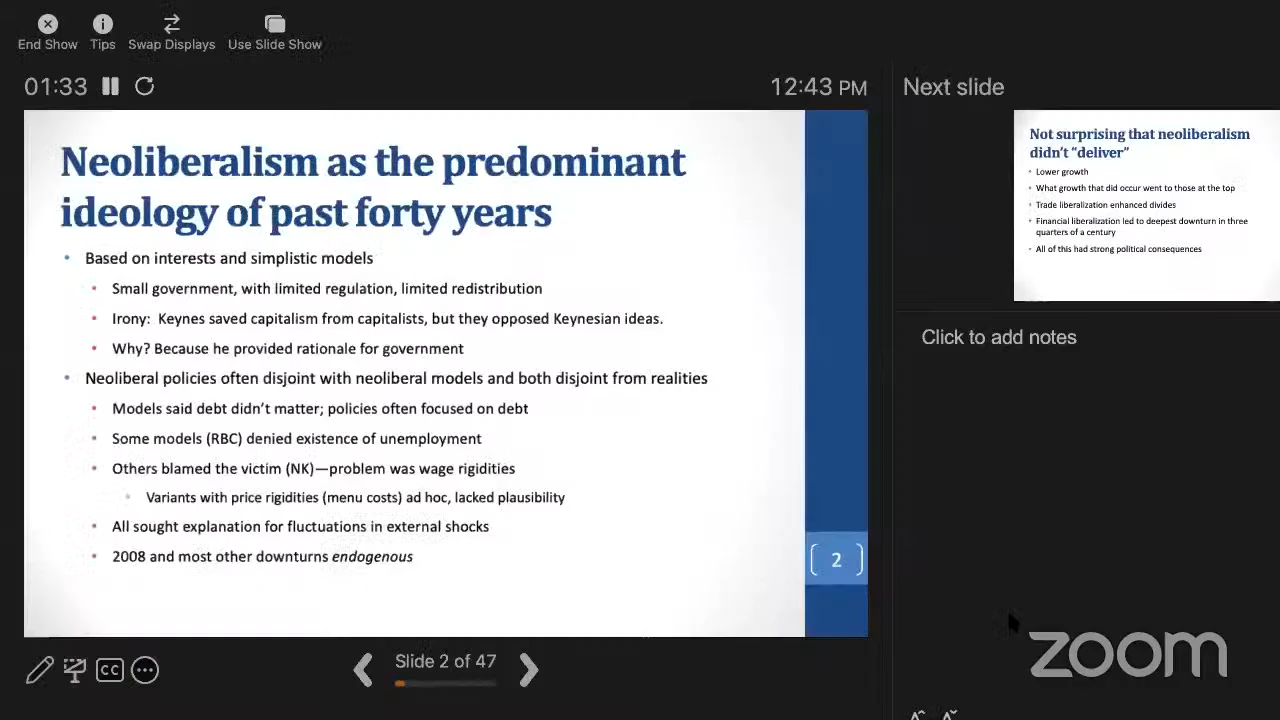 End Show
Tips
Swap Displays
Use Slide Show
01:33
12:43 PM
Next slide
Neoliberalism as the predominant
ideology of past forty years
• Based on interests and simplistic models
• Small government, with limited regulation, limited redistribution
• Irony: Keynes saved capitalism from capitalists, but they opposed Keynesian ideas.
• Why? Because he provided rationale for government
• Neoliberal policies often disjoint with neoliberal models and both disjoint from realities
• Models said debt didn't matter; policies often focused on debt
• Some models (RBC) denied existence of unemployment
• Others blamed the victim (NK)—problem was wage rigidities
• Variants with price rigidities (menu costs) ad hoc, lacked plausibility
• All sought explanation for fluctuations in external shocks
• 2008 and most other downturns endogenous
2
Not surprising that neoliberalism
didn't "deliver"
• Lower growth
• What growth that did occur went to those at the top
• Trade liberalization enhanced divides
• Financial liberalization led to deepest downturn in three
quarters of a century
• All of this had strong political consequences
Click to add notes
CC
Slide 2 of 47
zoom